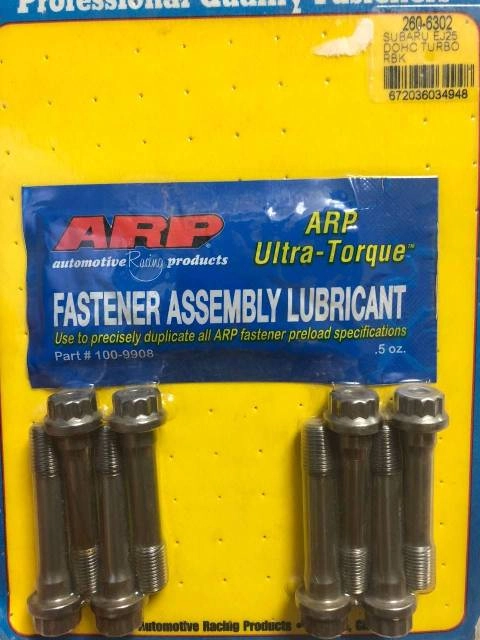 Professional Quality Fasteners
260-6302
SUBARU EJ25
DOHC TURBO
RBK
672036034948
ARP
automotive Racing products
ARP
Ultra-Torque™
FASTENER ASSEMBLY LUBRICANT
Use to precisely duplicate all ARP fastener preload specifications
Part # 100-9908
.5 oz.
Automotive Racing Products •